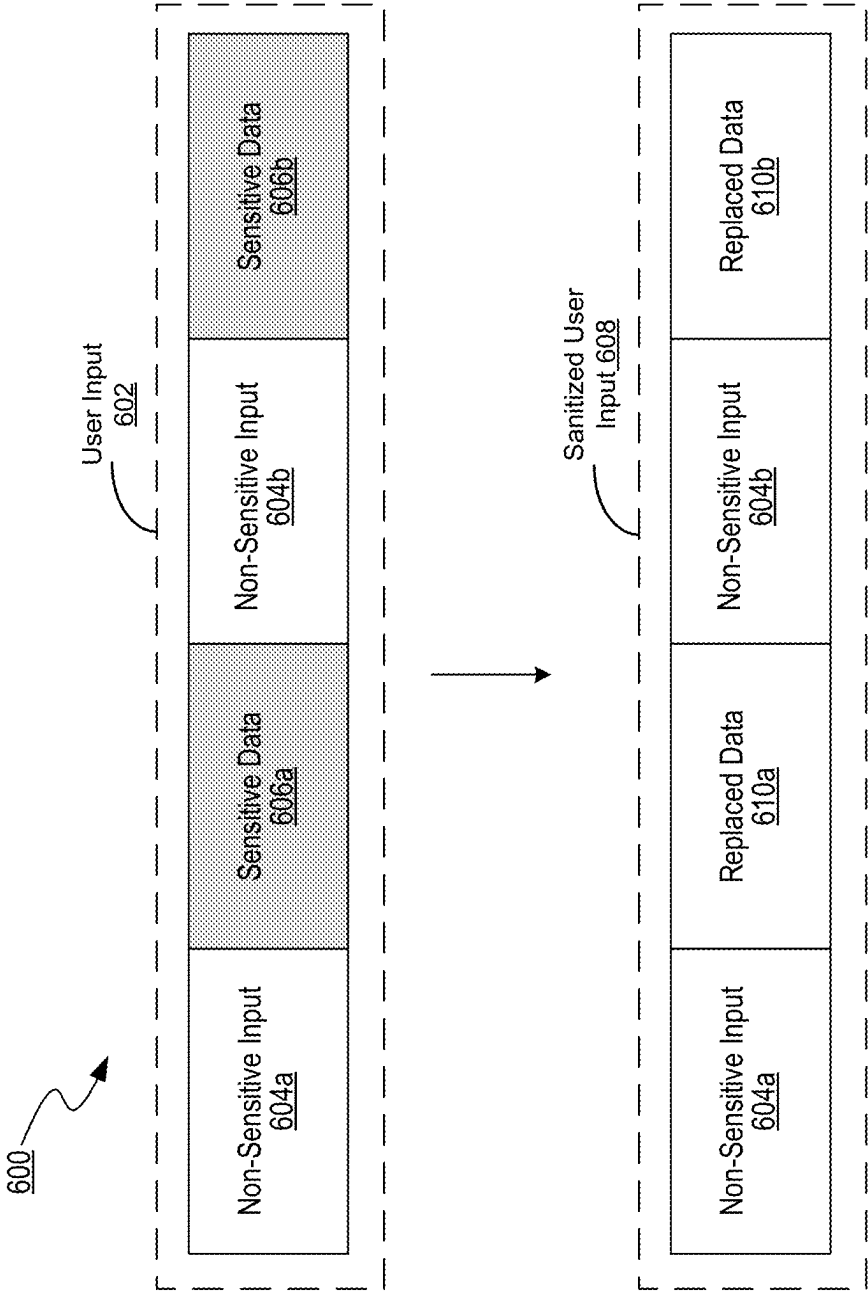 600
User Input
602
Non-Sensitive Input
604a
Sensitive Data
606a
Non-Sensitive Input
604b
Sensitive Data
606b
Sanitized User
Input 608
Non-Sensitive Input
604a
Replaced Data
610a
Non-Sensitive Input
604b
Replaced Data
610b